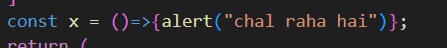 const x = ()=>{alert("chal raha hai")};
return (